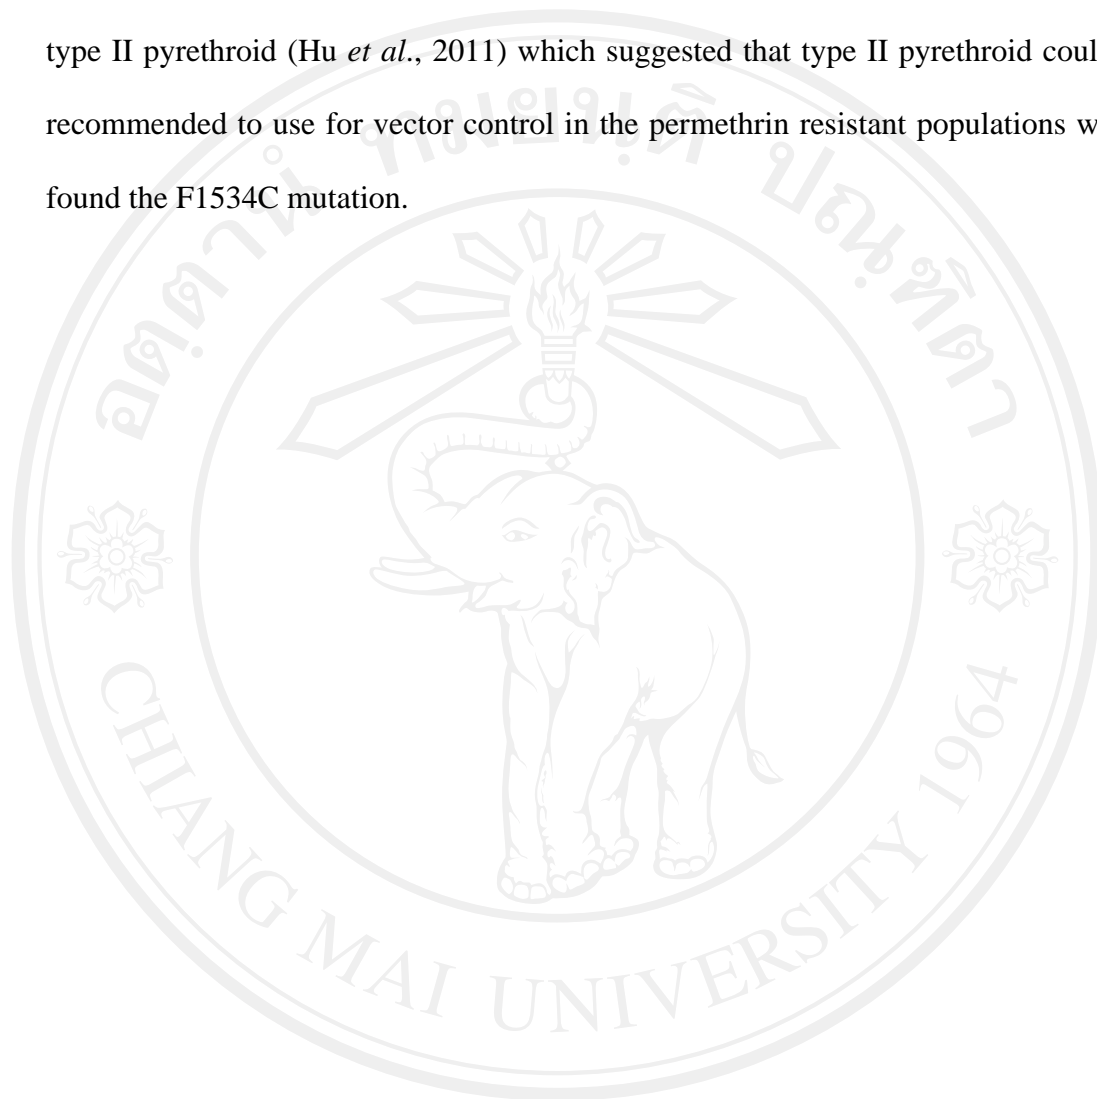 type II pyrethroid (Hu et al., 2011) which suggested that type II pyrethroid coul
recommended to use for vector control in the permethrin resistant populations w
found the F1534C mutation.
CHIANG MAI UNIVERSITY 1964